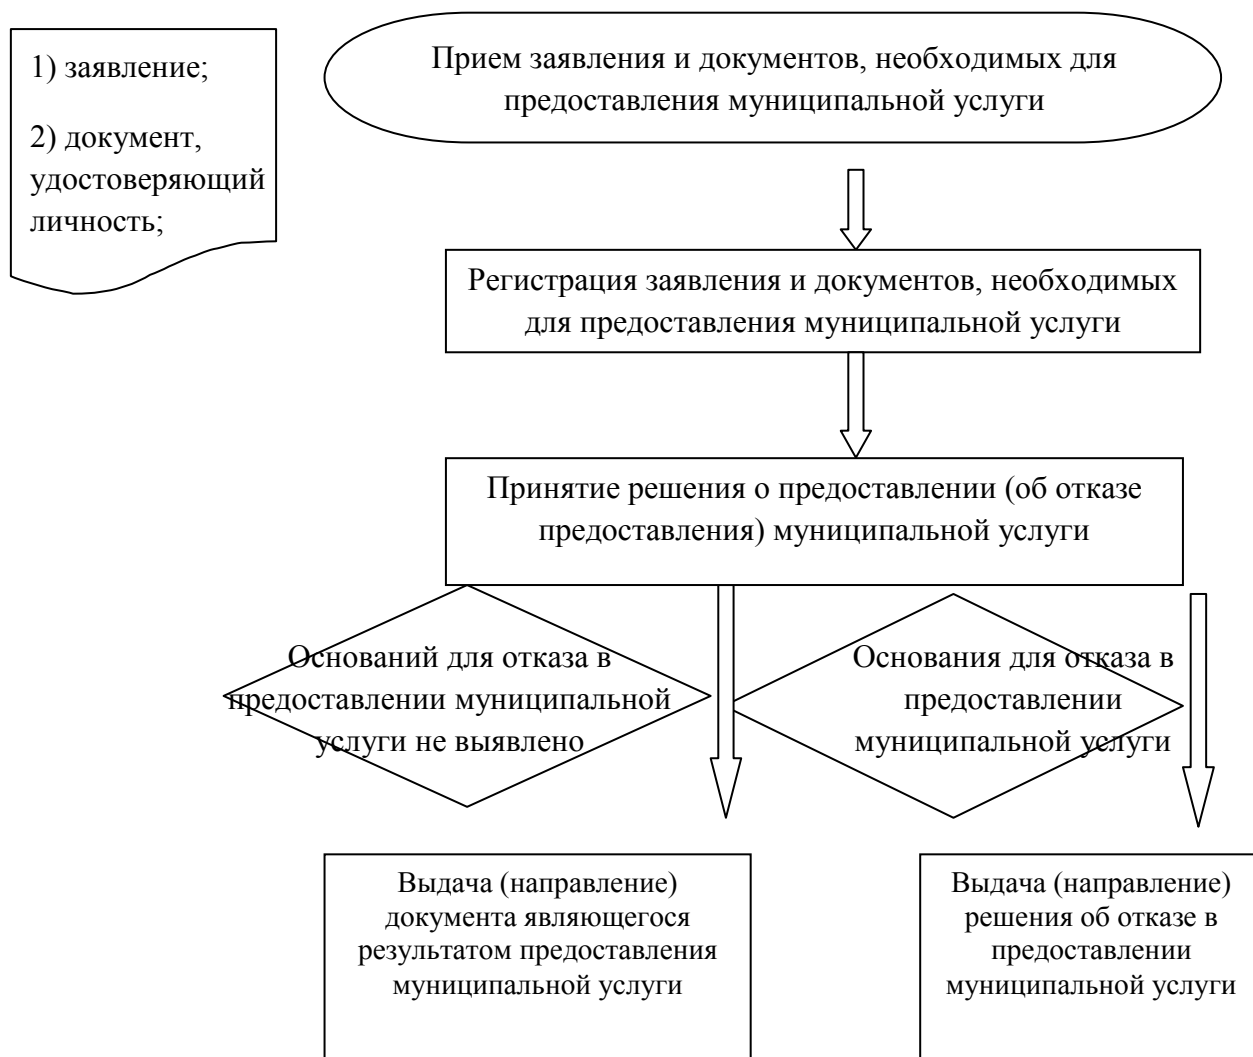 1) заявление;
2) документ,
удостоверяющий
личность;
Прием заявления и документов, необходимых для
предоставления муниципальной услуги
Регистрация заявления и документов, необходимых
для предоставления муниципальной услуги
Принятие решения о предоставлении (об отказе
предоставления) муниципальной услуги
Оснований для отказа в
предоставлении муниципальной
услуги не выявлено
Основания для отказа в
предоставлении
муниципальной услуги
Выдача (направление)
документа являющегося
результатом предоставления
муниципальной услуги
Выдача (направление)
решения об отказе в
предоставлении
муниципальной услуги